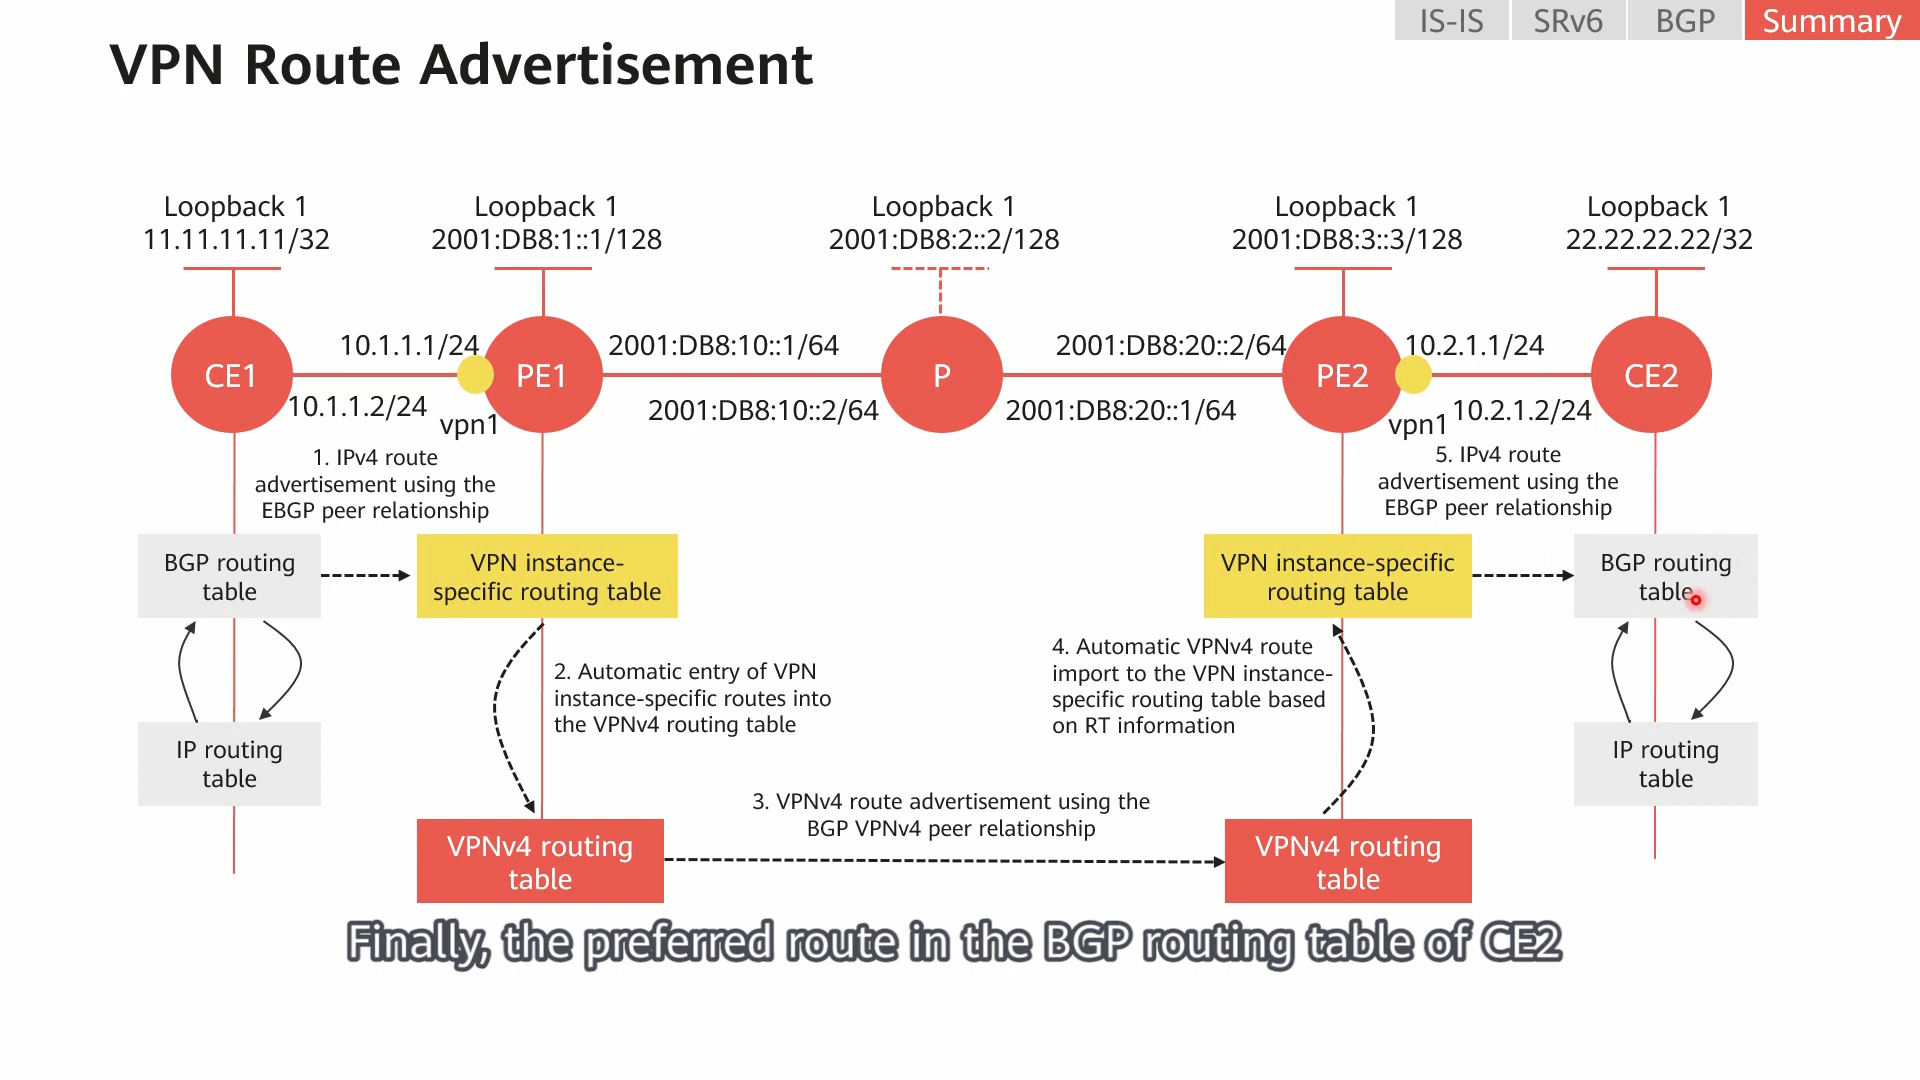 IS-IS
SRv6
BGP
Summary
VPN Route Advertisement
Loopback 1
11.11.11.11/32
Loopback 1
2001:DB8:1::1/128
Loopback 1
2001:DB8:2::2/128
Loopback 1
2001:DB8:3::3/128
Loopback 1
22.22.22.22/32
CE1
10.1.1.1/24
10.1.1.2/24
vpn1
PE1
2001:DB8:10::1/64
2001:DB8:10::2/64
P
2001:DB8:20::2/64
2001:DB8:20::1/64
PE2
vpn1
10.2.1.1/24
10.2.1.2/24
CE2
1. IPv4 route
advertisement using the
EBGP peer relationship
5. IPv4 route
advertisement using the
EBGP peer relationship
BGP routing
table
VPN instance-
specific routing table
VPN instance-specific
routing table
BGP routing
table
2. Automatic entry of VPN
instance-specific routes into
the VPNv4 routing table
4. Automatic VPNv4 route
import to the VPN instance-
specific routing table based
on RT information
IP routing
table
IP routing
table
3. VPNv4 route advertisement using the
BGP VPNv4 peer relationship
VPNv4 routing
table
VPNv4 routing
table
Finally, the preferred route in the BGP routing table of CE2